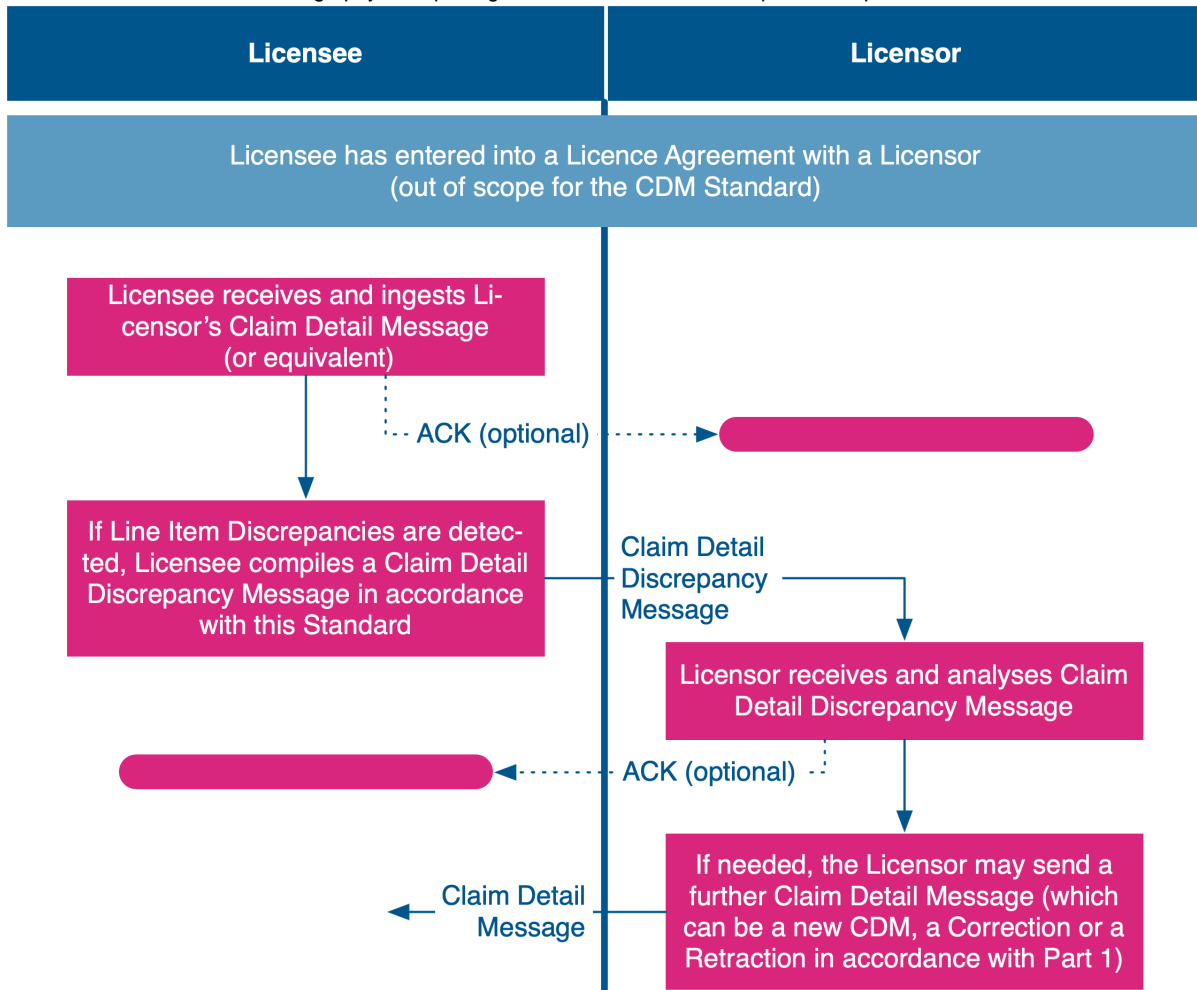 Licensee
Licensor
Licensee has entered into a Licence Agreement with a Licensor
(out of scope for the CDM Standard)
Licensee receives and ingests Li-
censor’s Claim Detail Message
(or equivalent)
ACK (optional)
If Line Item Discrepancies are detec-
ted, Licensee compiles a Claim Detail
Discrepancy Message in accordance
with this Standard
Claim Detail
Discrepancy
Message
Licensor receives and analyses Claim
Detail Discrepancy Message
ACK (optional)
If needed, the Licensor may send a
further Claim Detail Message (which
can be a new CDM, a Correction or a
Retraction in accordance with Part 1)
Claim Detail
Message